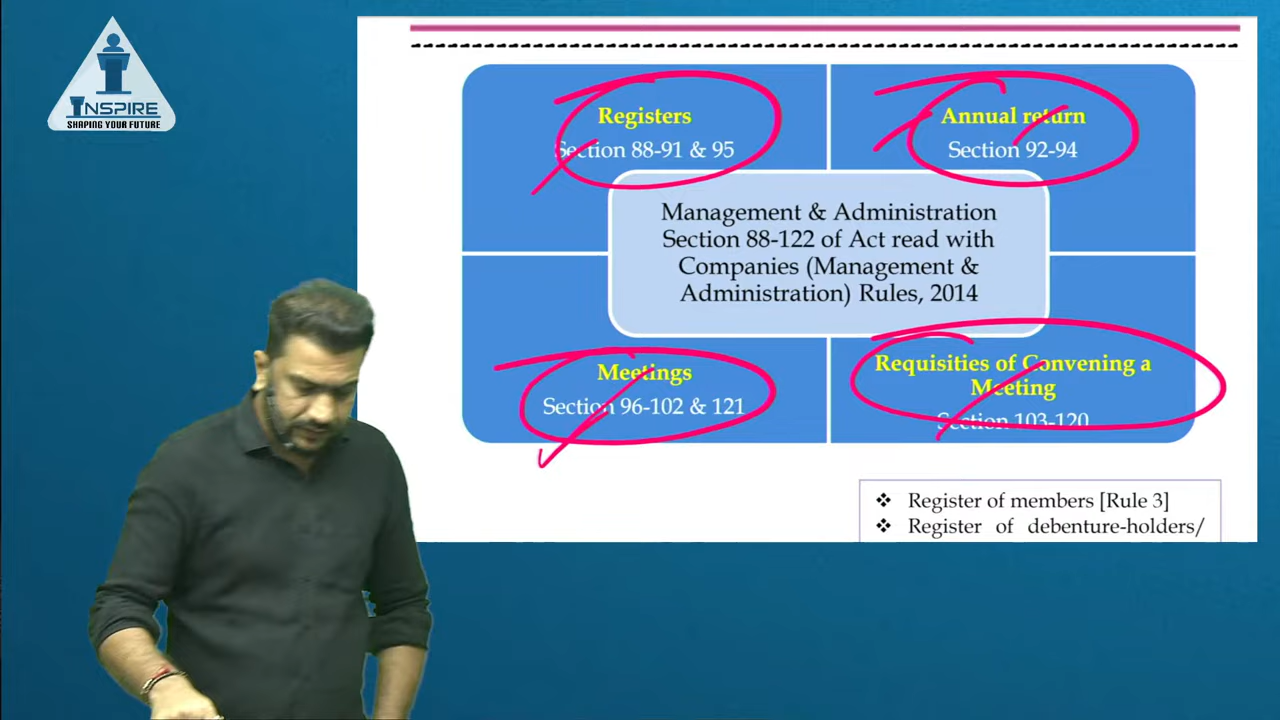 INSPIRE
SHAPING YOUR FUTURE
Registers
Section 88-91 & 95
Annual return
Section 92-94
Management & Administration
Section 88-122 of Act read with
Companies (Management &
Administration) Rules, 2014
Meetings
Section 96-102 & 121
Requisities of Convening a
Meeting
Section 103-120
❖ Register of members [Rule 3]
❖ Register of debenture-holders/